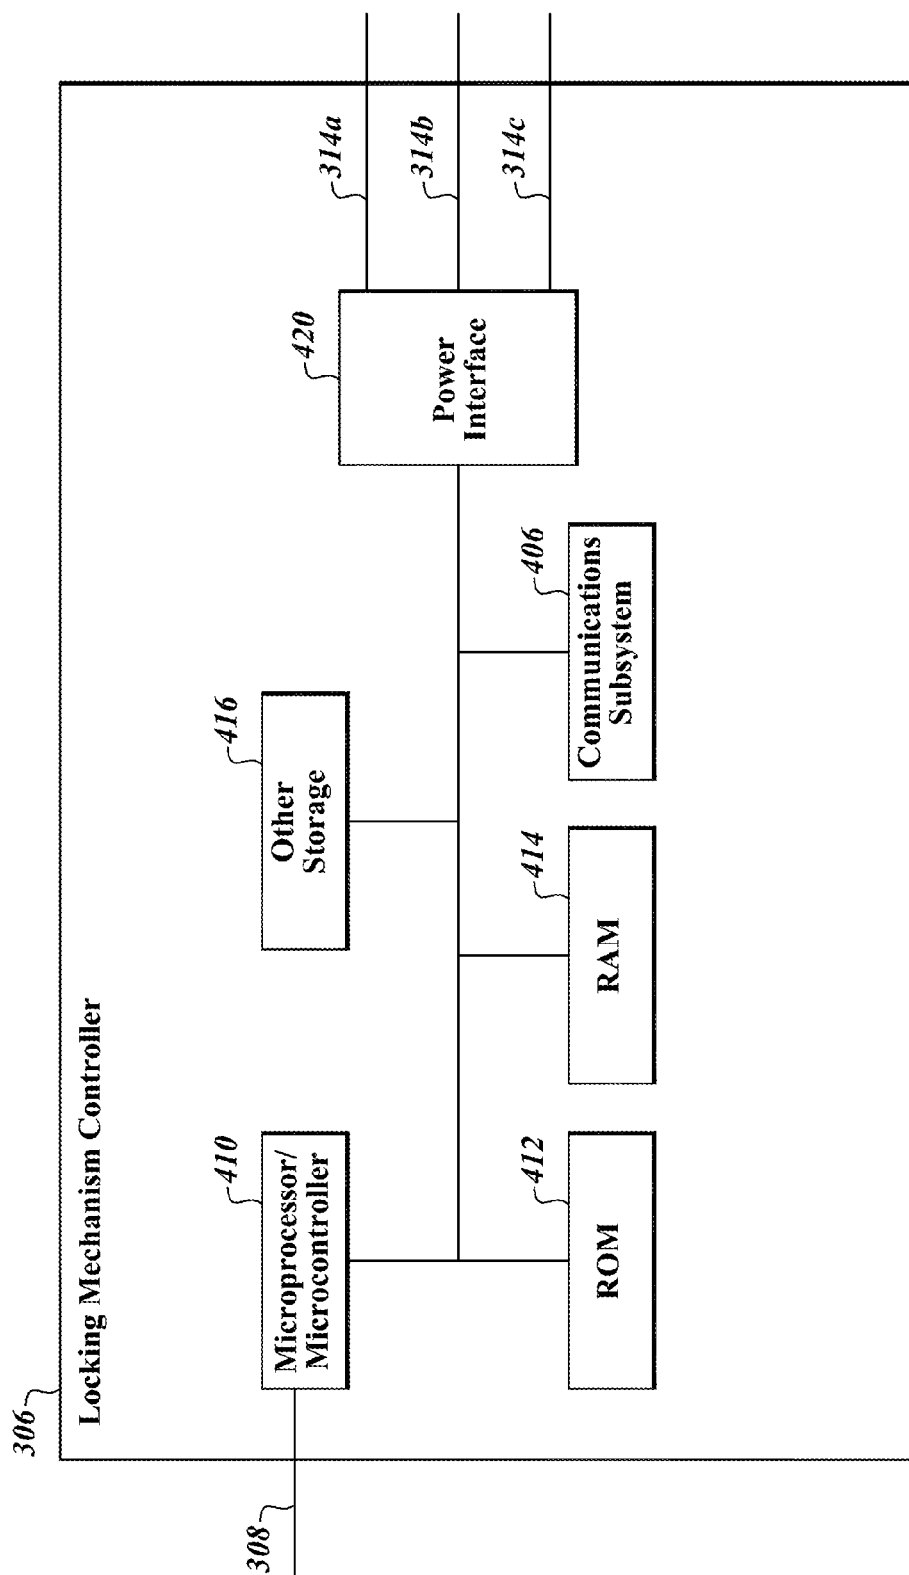 306
Locking Mechanism Controller
308
410
Microprocessor/
Microcontroller
416
Other
Storage
420
Power
Interface
314a
314b
314c
412
ROM
414
RAM
406
Communications
Subsystem